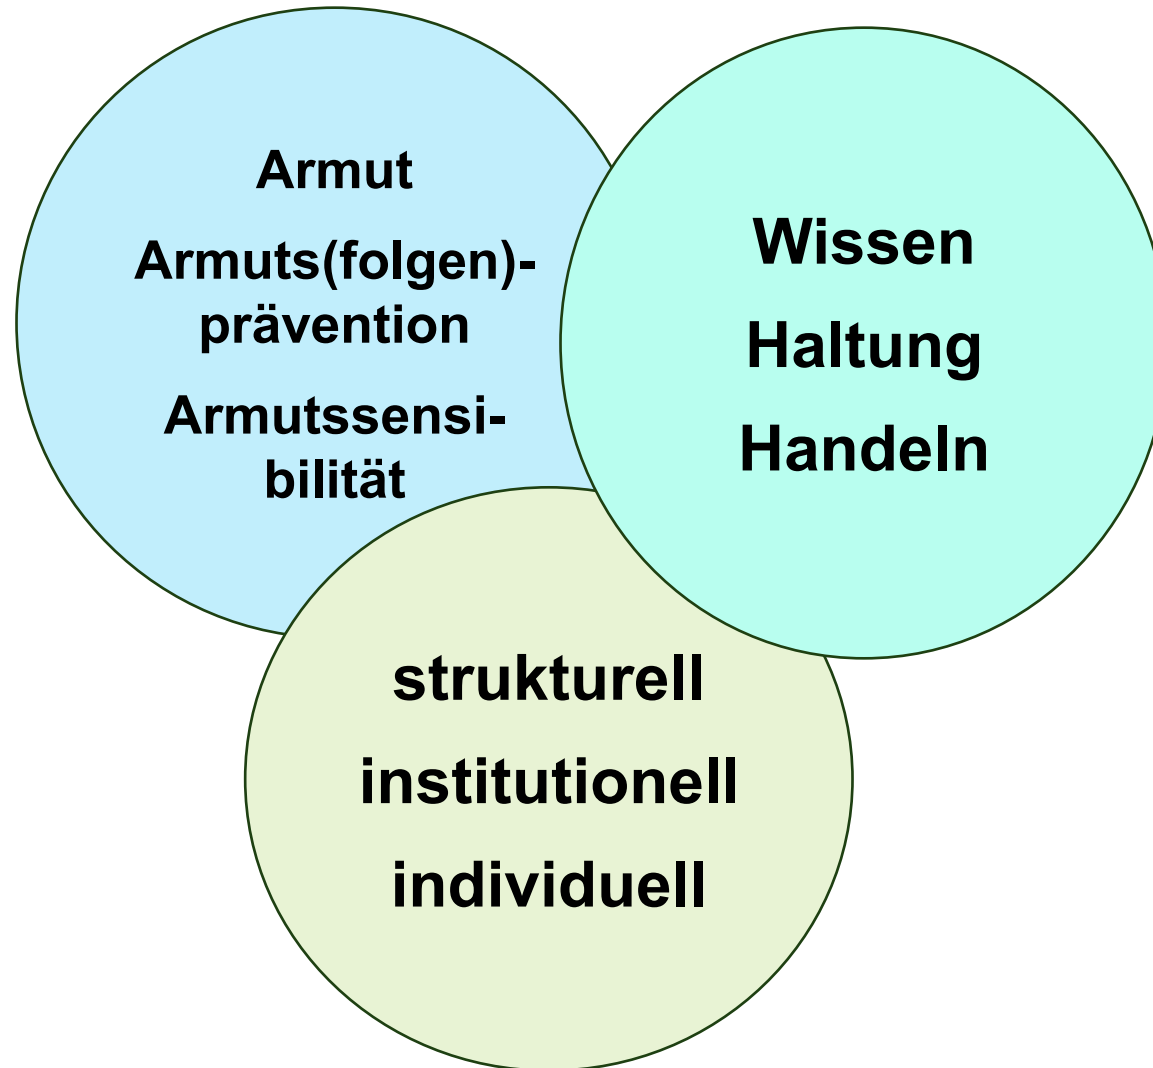 Armut
Armuts(folgen)-
prävention
Armutssensi-
bilität
Wissen
Haltung
Handeln
strukturell
institutionell
individuell